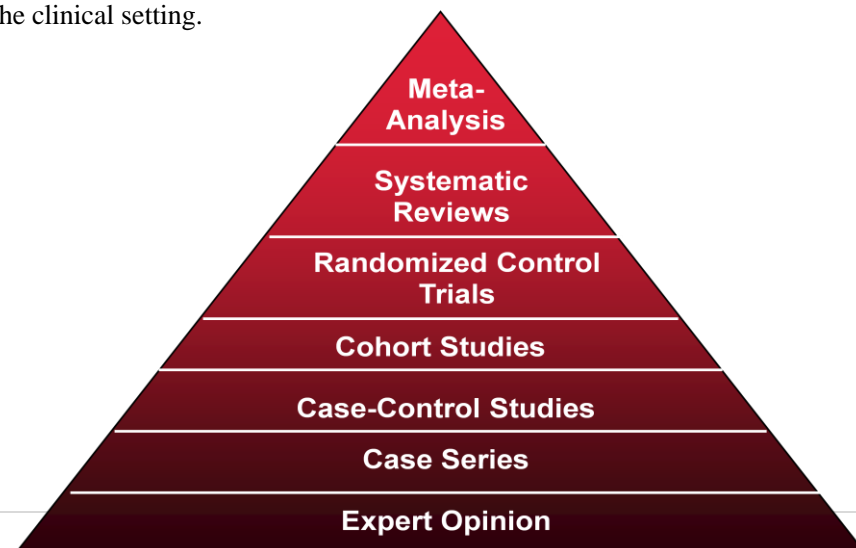 he clinical setting.
Meta-
Analysis
Systematic
Reviews
Randomized Control
Trials
Cohort Studies
Case-Control Studies
Case Series
Expert Opinion